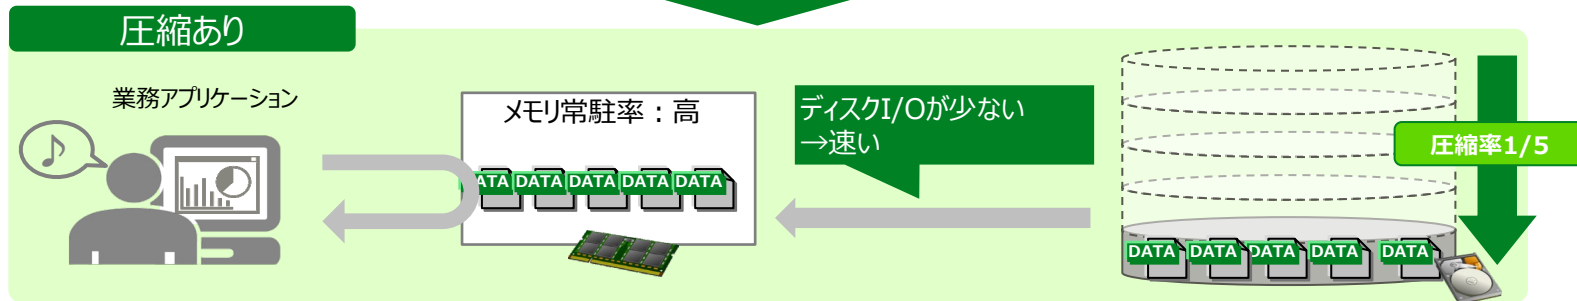 圧縮あり
業務アプリケーション
メモリ常駐率：高
ディスクI/Oが少ない
→速い
圧縮率1/5
ATA DATA DATA DATA DATA
DATA DATA DATA DATA DATA